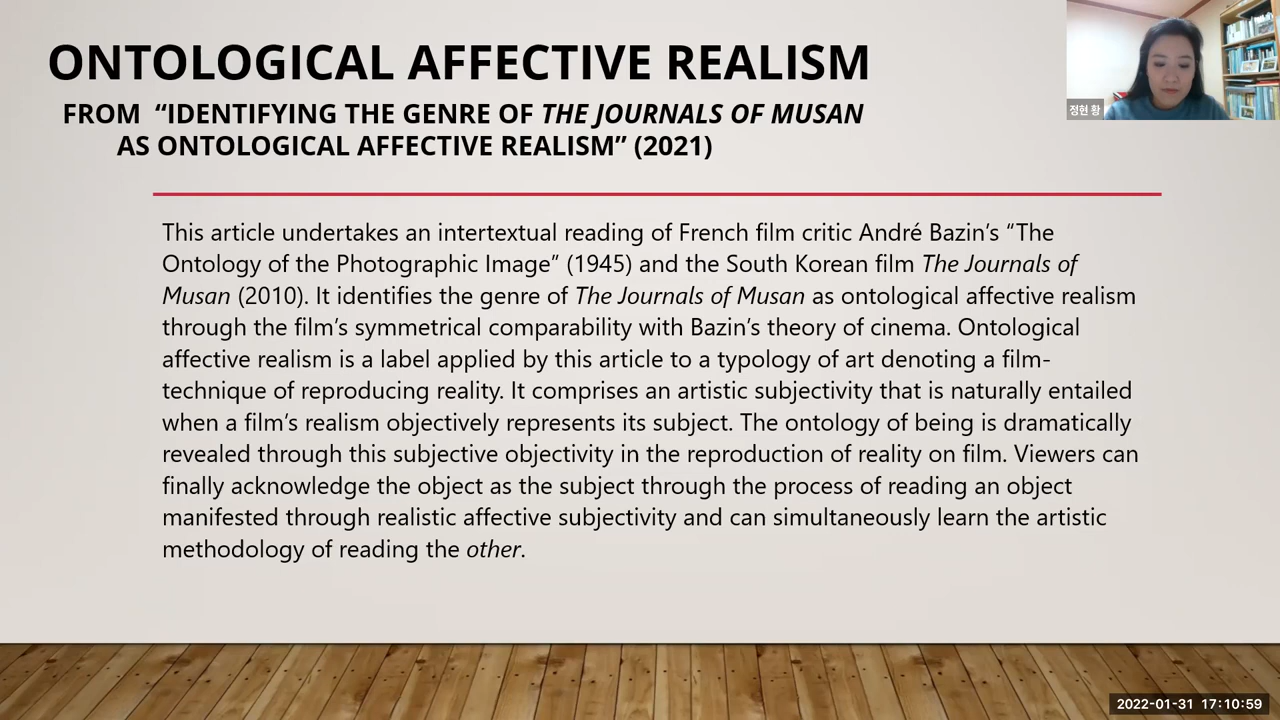 ONTOLOGICAL AFFECTIVE REALISM
FROM “IDENTIFYING THE GENRE OF THE JOURNALS OF MUSAN
AS ONTOLOGICAL AFFECTIVE REALISM” (2021)
정현 황
This article undertakes an intertextual reading of French film critic André Bazin’s “The
Ontology of the Photographic Image” (1945) and the South Korean film The Journals of
Musan (2010). It identifies the genre of The Journals of Musan as ontological affective realism
through the film’s symmetrical comparability with Bazin’s theory of cinema. Ontological
affective realism is a label applied by this article to a typology of art denoting a film-
technique of reproducing reality. It comprises an artistic subjectivity that is naturally entailed
when a film’s realism objectively represents its subject. The ontology of being is dramatically
revealed through this subjective objectivity in the reproduction of reality on film. Viewers can
finally acknowledge the object as the subject through the process of reading an object
manifested through realistic affective subjectivity and can simultaneously learn the artistic
methodology of reading the other.
2022-01-31 17:10:59